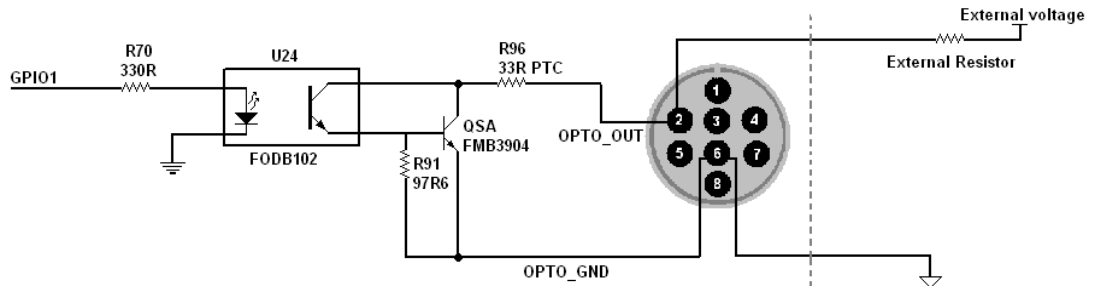 External voltage
R70
330R
U24
R96
33R PTC
External Resistor
GPIO1
1
2
3
4
QSA
FMB3904
OPTO_OUT
FODB102
R91
97R6
5
6
7
8
OPTO_GND